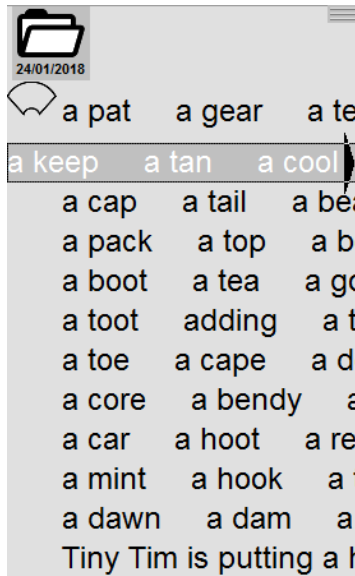 24/01/2018
a pat a gear
a keep a tan a cool
a cap a tail
a pack a top
a boot a tea
a toot adding
a toe a cape
a core a bendy
a car a hoot
a mint a hook
a dawn a dam
Tiny Tim is putting a